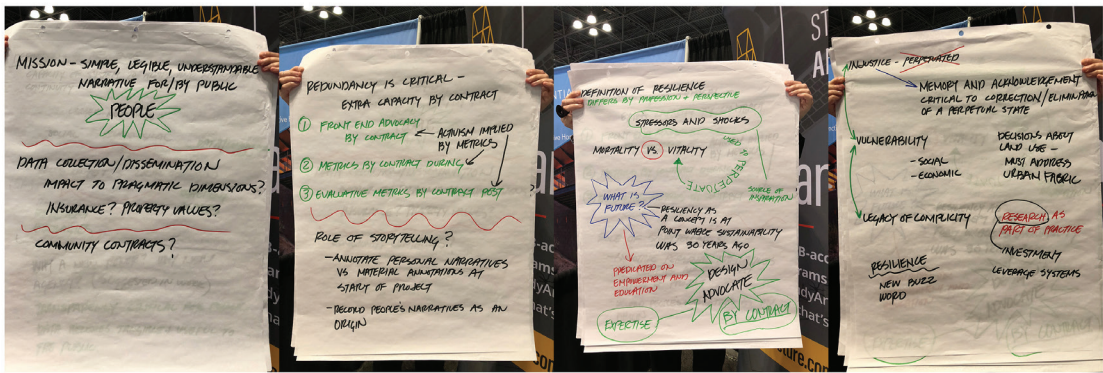 MISSION - SIMPLE, LEGIBLE, UNDERSTANDABLE
NARRATIVE FOR/BY PUBLIC
PEOPLE
DATA COLLECTION/DISSEMINATION
IMPACT TO PRAGMATIC DIMENSIONS?
INSURANCE? PROPERTY VALUES?
COMMUNITY CONTRACTS?
REDUNDANCY IS CRITICAL -
EXTRA CAPACITY BY CONTRACT
① FRONT END ADVOCACY
BY CONTRACT
ACTIVISM IMPLIED
BY METRICS
② METRICS BY CONTRACT DURING
③ EVALUATIVE METRICS BY CONTRACT POST
ROLE OF STORYTELLING?
- ANNOTATE PERSONAL NARRATIVES
VS MATERIAL ANNOTATIONS AT
START OF PROJECT
- RECORD PEOPLE'S NARRATIVES AS AN
ORIGIN
DEFINITION OF RESILIENCE
DIFFERS BY PROFESSION + PERSPECTIVE
STRESSORS AND SHOCKS
MORTALITY VS. VITALITY
USED TO PERPETUATE
SOURCE OF
INSPIRATION
WHAT IS
FUTURE?
- RESILIENCY AS
A CONCEPT IS AT
POINT WHERE SUSTAINABILITY
WAS 30 YEARS AGO
PREDICATED ON
EMPOWERMENT AND
EDUCATION
DESIGN
ADVOCATE
EXPERTISE
BY CONTRACT
INJUSTICE - PERPETUATED
MEMORY AND ACKNOWLEDGEMENT
CRITICAL TO CORRECTION/ELIMINATION
OF A PERPETUAL STATE
VULNERABILITY
- SOCIAL
- ECONOMIC
DECISIONS ABOUT
LAND USE -
MUST ADDRESS
URBAN FABRIC
LEGACY OF COMPLICITY
RESEARCH AS
PART OF PRACTICE
INVESTMENT
LEVERAGE SYSTEMS
RESILIENCE
NEW BUZZ
WORD